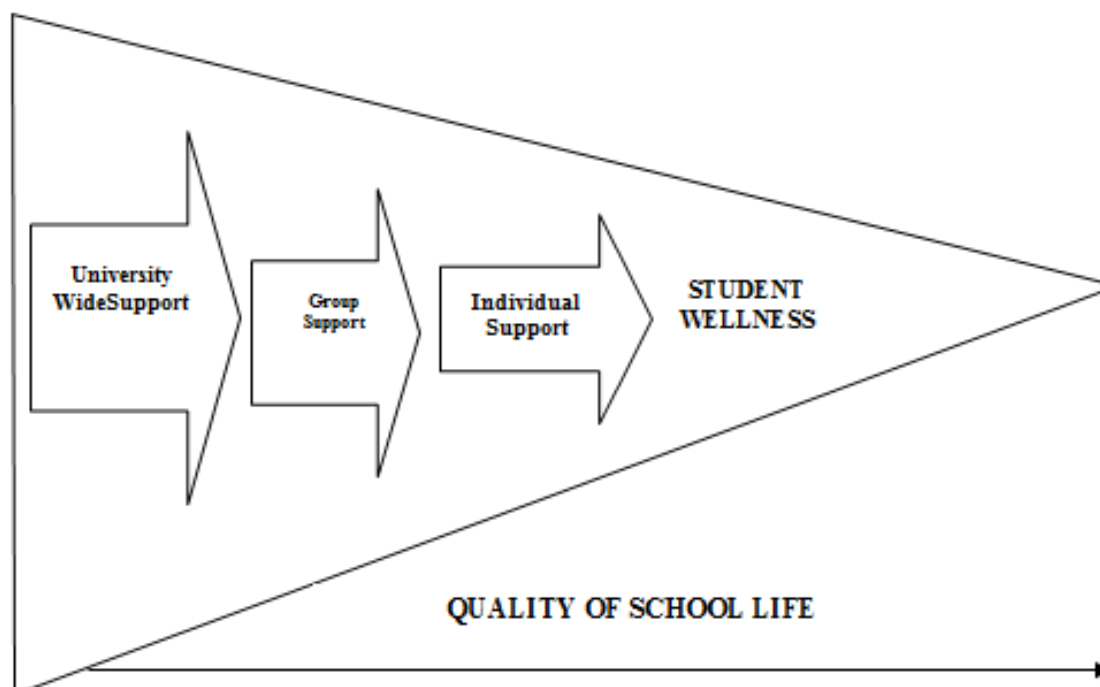 University
WideSupport
Group
Support
Individual
Support
STUDENT
WELLNESS
QUALITY OF SCHOOL LIFE